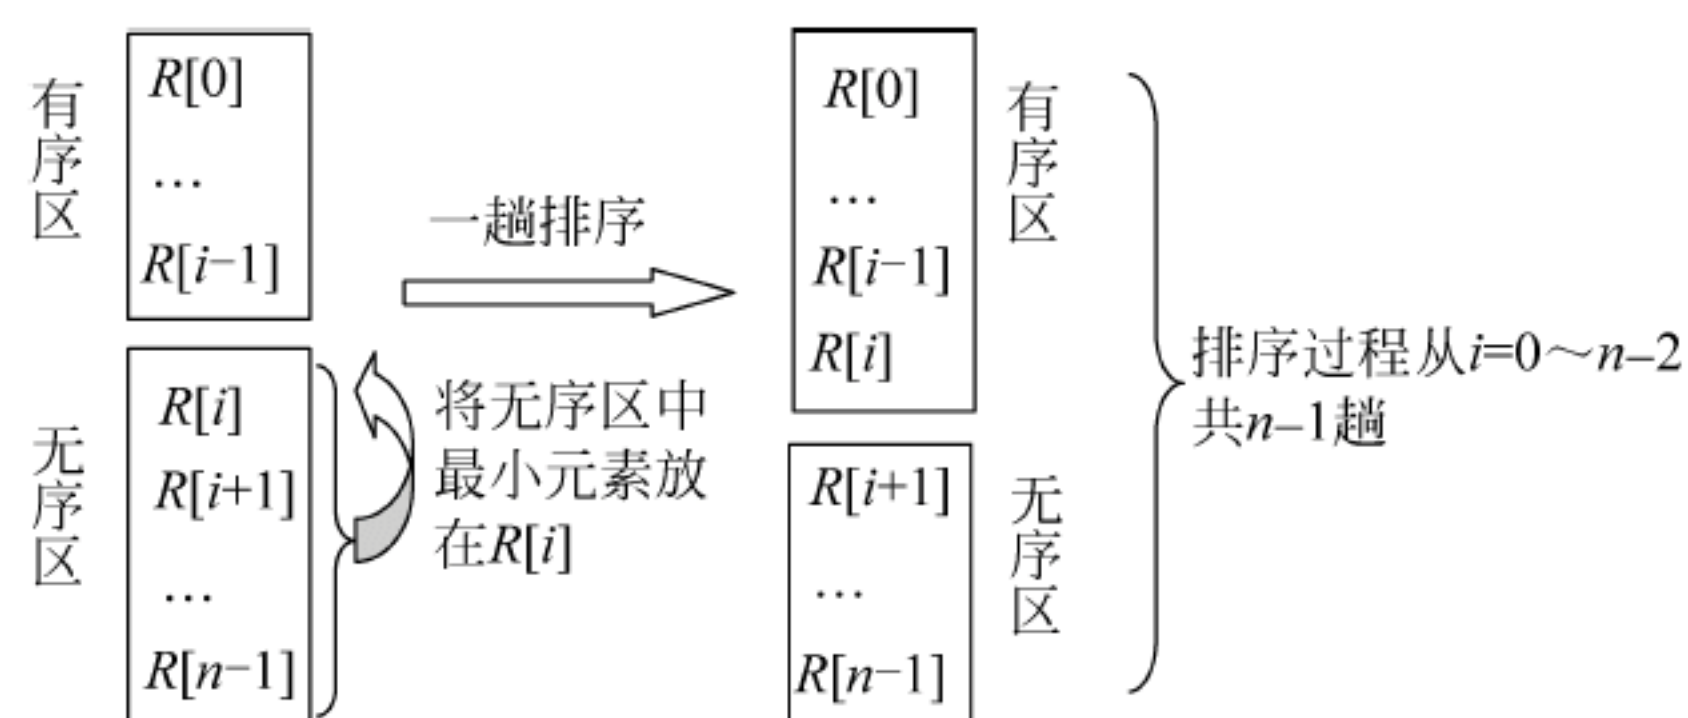 有序区
R[0]
…
R[i−1]
无序区
R[i]
R[i+1]
…
R[n−1]
一趟排序
将无序区中
最小元素放
在R[i]
R[0]
…
R[i−1]
R[i]
有序区
R[i+1]
…
R[n−1]
无序区
排序过程从i=0～n–2
共n–1趟